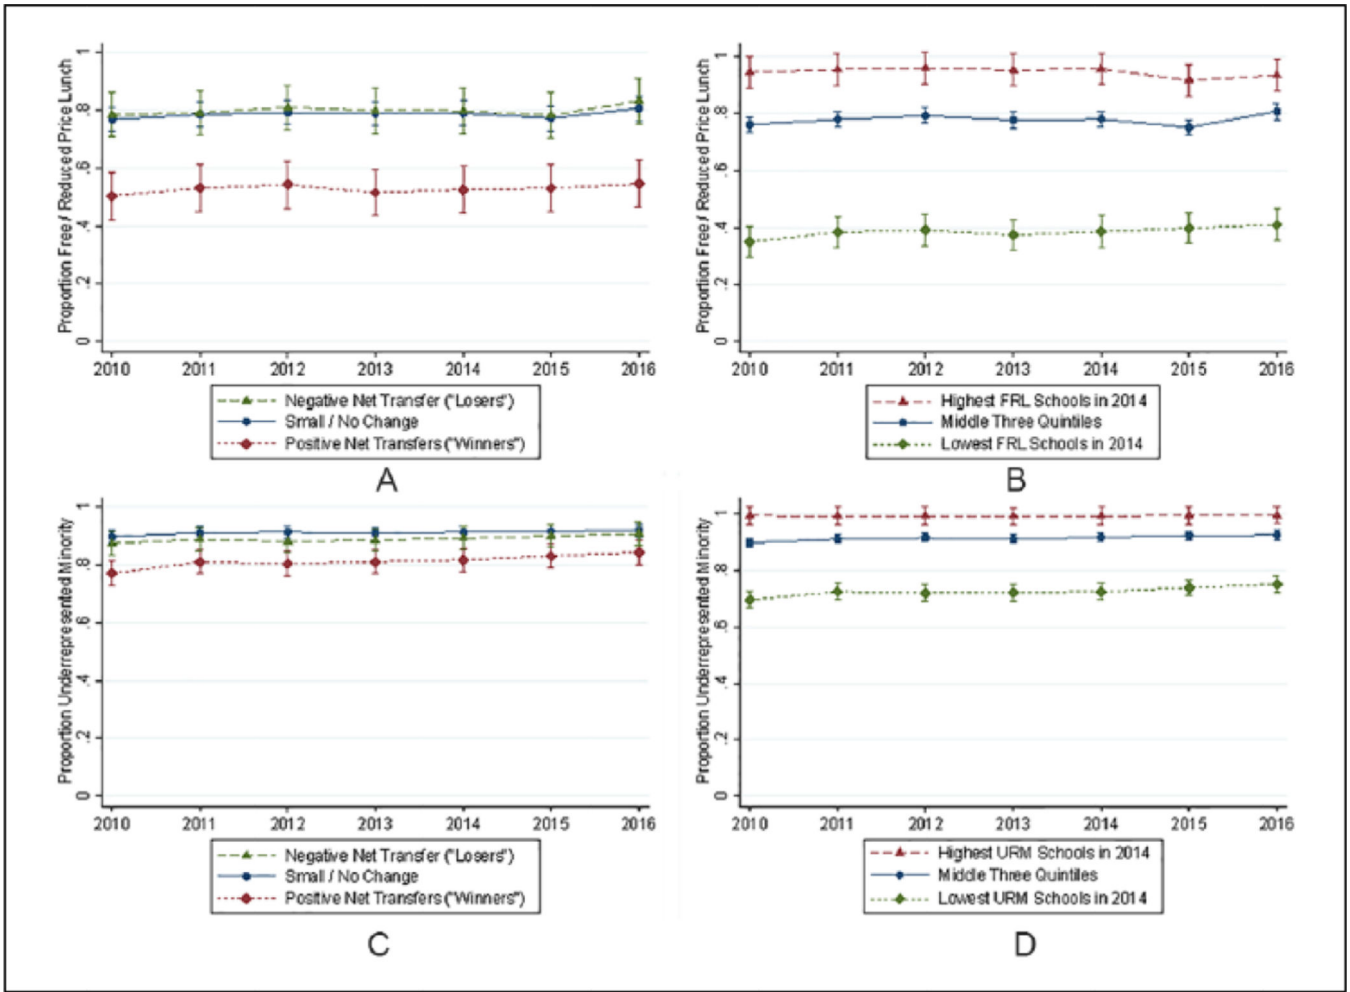 Proportion Free / Reduced Price Lunch
1
.8
.6
.4
.2
0
2010 2011 2012 2013 2014 2015 2016
Negative Net Transfer ("Losers")
Small / No Change
Positive Net Transfers ("Winners")
A
Proportion Free / Reduced Price Lunch
1
.8
.6
.4
.2
0
2010 2011 2012 2013 2014 2015 2016
Highest FRL Schools in 2014
Middle Three Quintiles
Lowest FRL Schools in 2014
B
Proportion Underrepresented Minority
1
.8
.6
.4
.2
0
2010 2011 2012 2013 2014 2015 2016
Negative Net Transfer ("Losers")
Small / No Change
Positive Net Transfers ("Winners")
C
Proportion Underrepresented Minority
1
.8
.6
.4
.2
0
2010 2011 2012 2013 2014 2015 2016
Highest URM Schools in 2014
Middle Three Quintiles
Lowest URM Schools in 2014
D